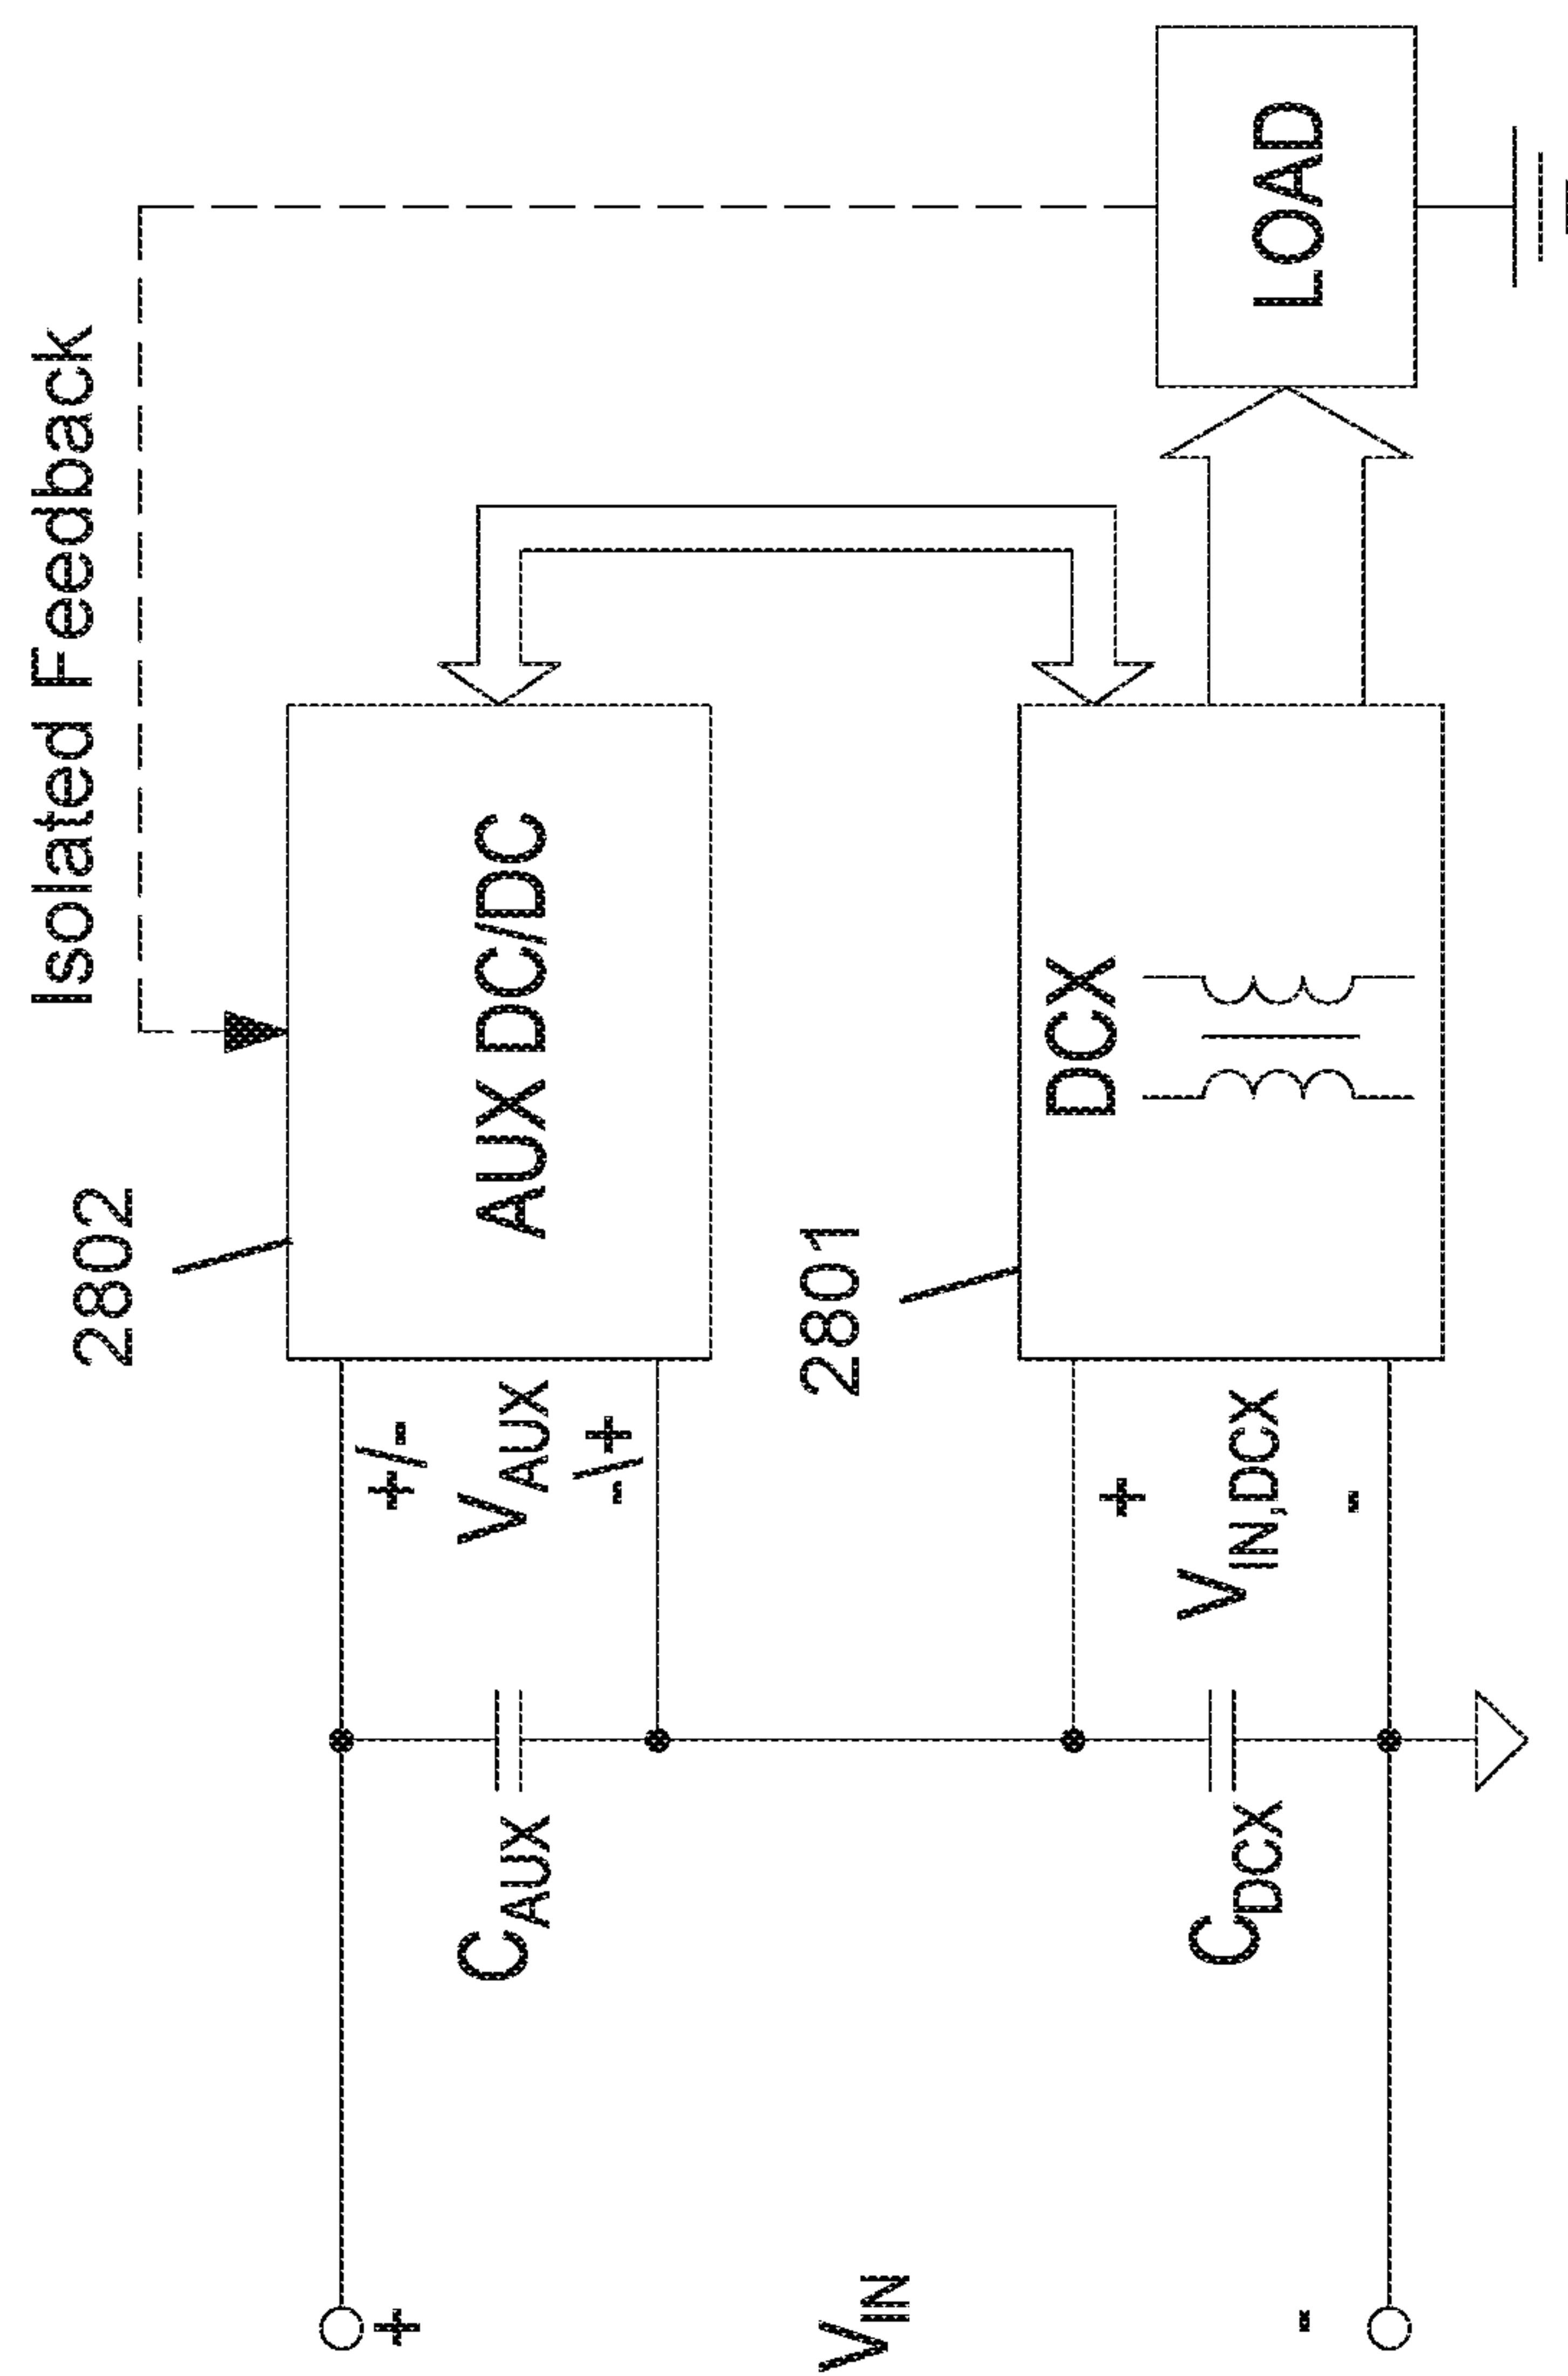 Isolated Feedback
2802
AUX DC/DC
+/-
VAUX
-\+
CAUX
+
VIN
-
2801
DCX
+
VIN,DCX
-
CDCX
LOAD